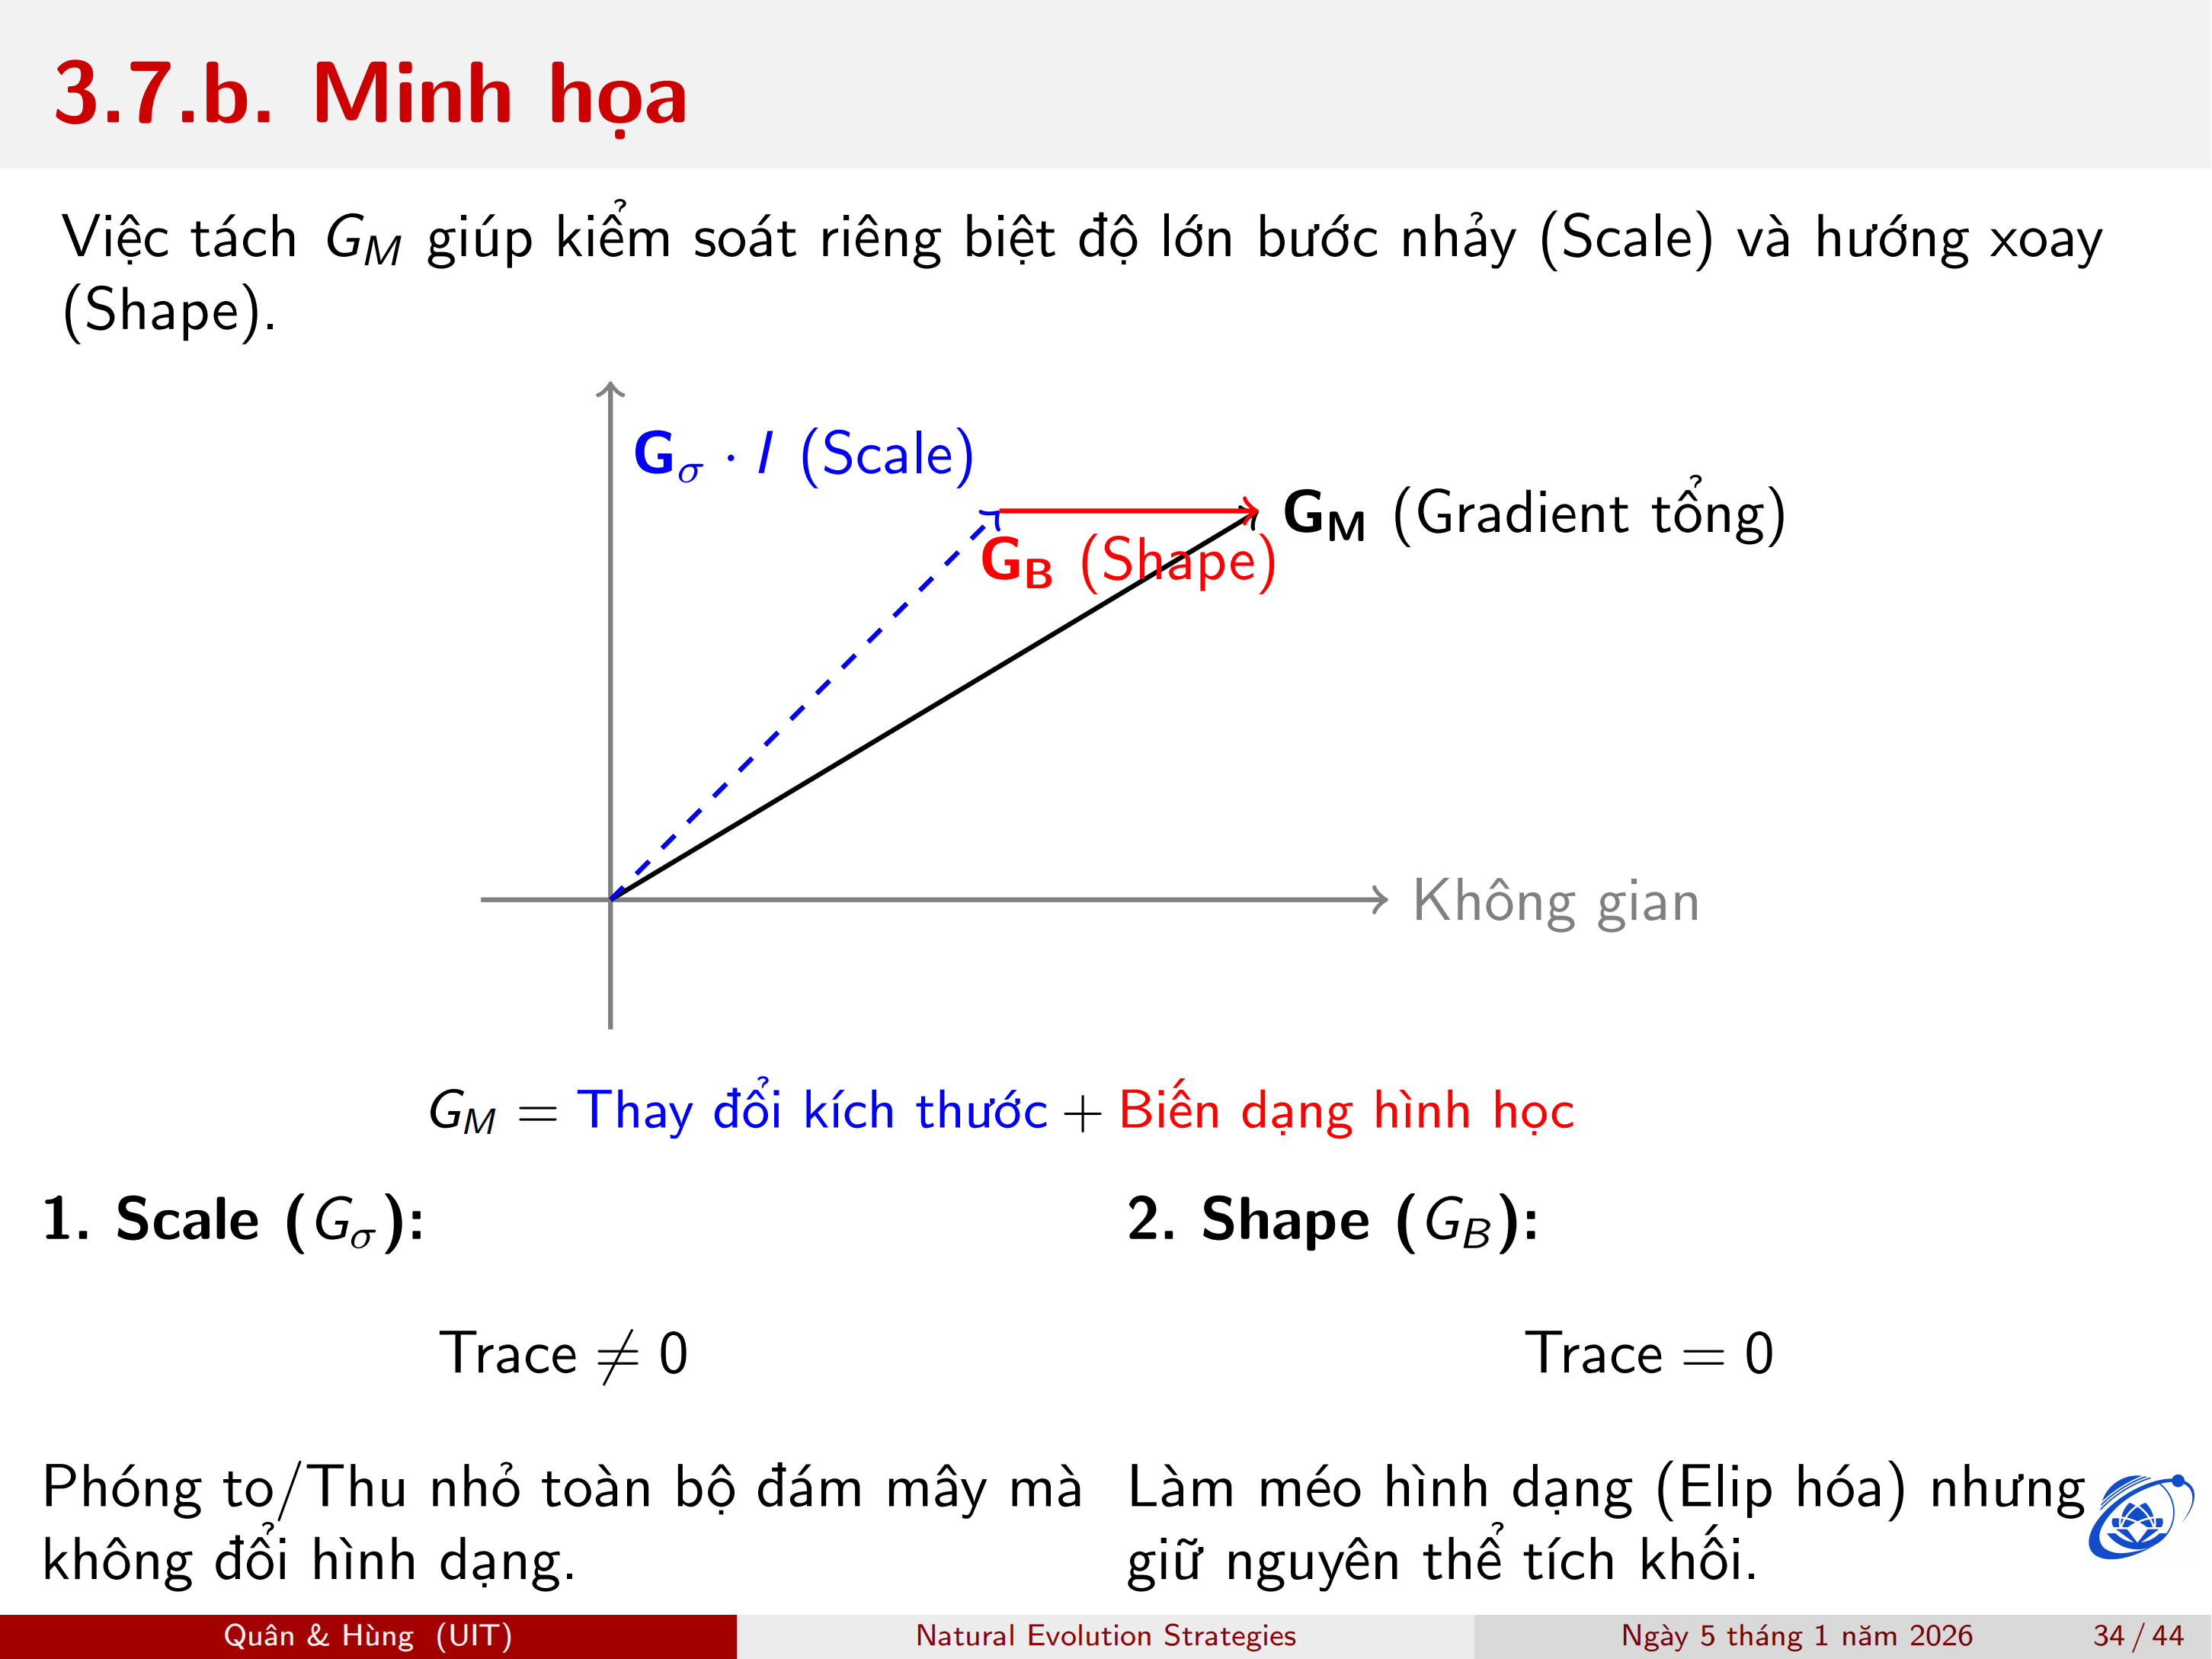 3.7.b. Minh họa
Việc tách G_M giúp kiểm soát riêng biệt độ lớn bước nhảy (Scale) và hướng xoay
(Shape).
G_σ · I (Scale)
G_M (Gradient tổng)
G_B (Shape)
Không gian
G_M = Thay đổi kích thước + Biến dạng hình học
1. Scale (G_σ):
Trace ≠ 0
Phóng to/Thu nhỏ toàn bộ đám mây mà
không đổi hình dạng.
2. Shape (G_B):
Trace = 0
Làm méo hình dạng (Elip hóa) nhưng
giữ nguyên thể tích khối.
Quân & Hùng (UIT)
Natural Evolution Strategies
Ngày 5 tháng 1 năm 2026
34 / 44